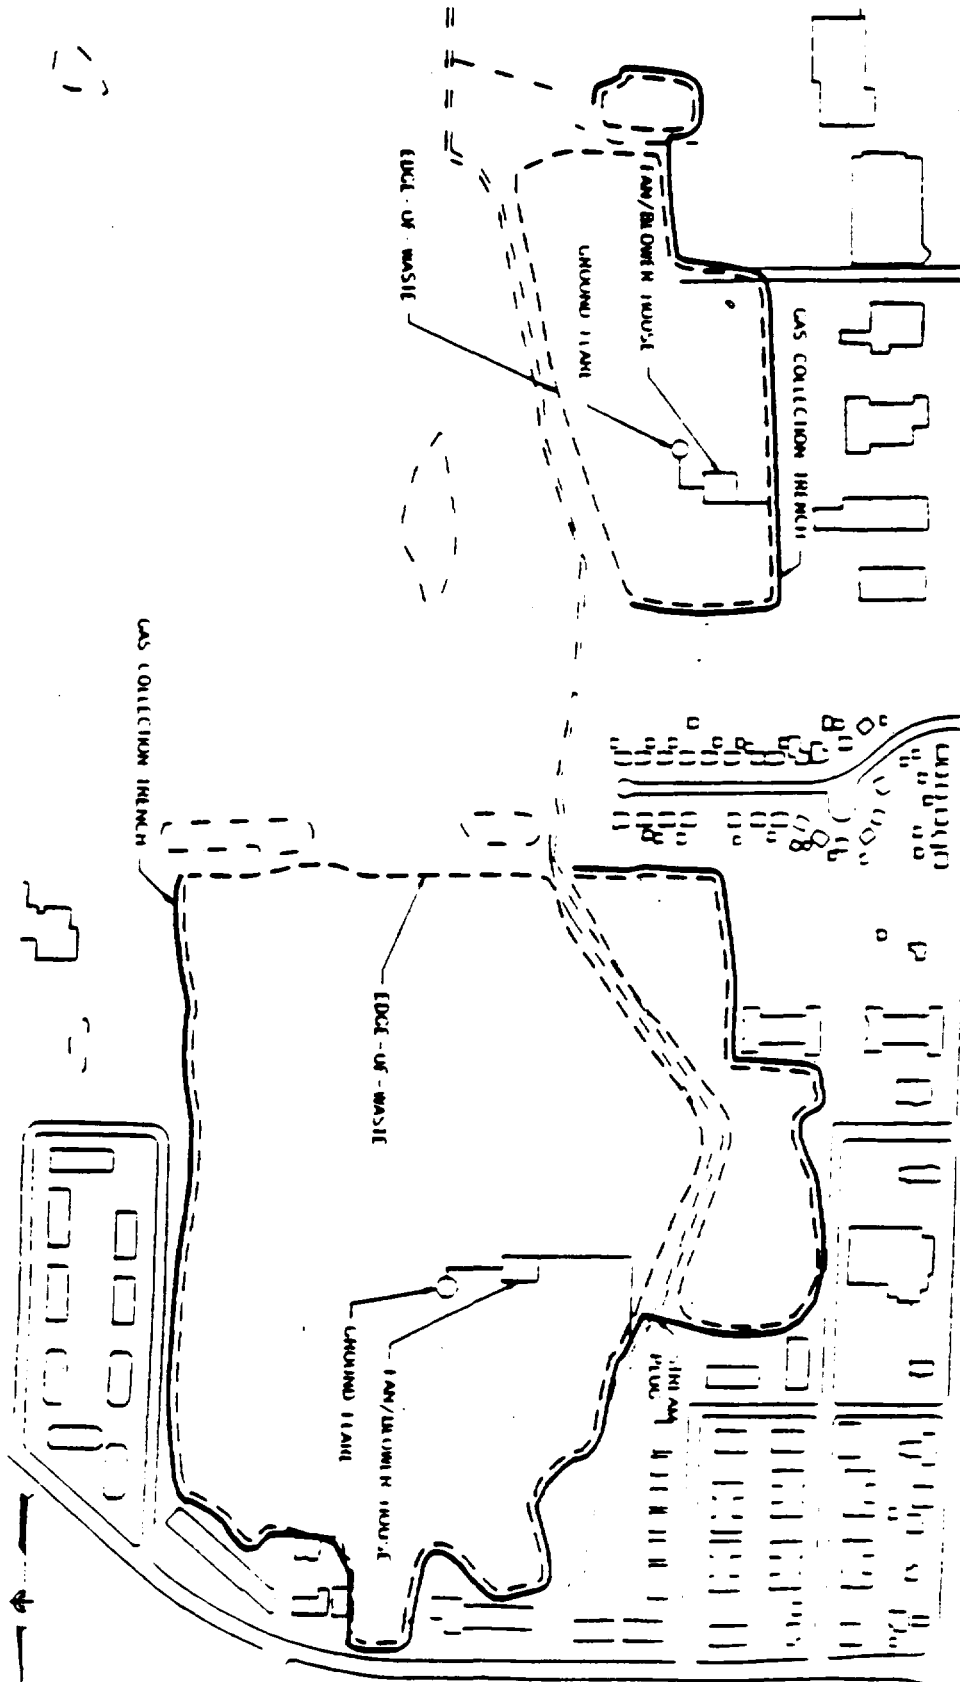 GAS COLLECTION TRENCH
FAN/BLOWER HOUSE
GROUND FLARE
EDGE-OF-WASTE
GAS COLLECTION TRENCH
EDGE-OF-WASTE
STREAM
PLUG
FAN/BLOWER HOUSE
GROUND FLARE